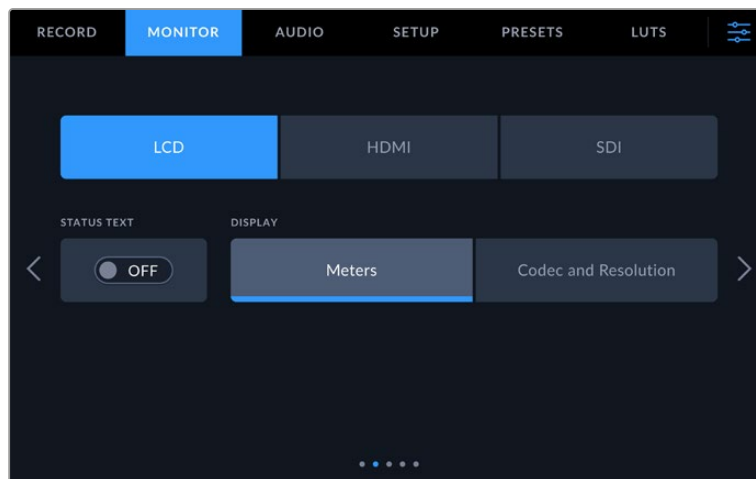 RECORD MONITOR AUDIO SETUP PRESETS LUTS
LCD HDMI SDI
STATUS TEXT DISPLAY
OFF Meters Codec and Resolution